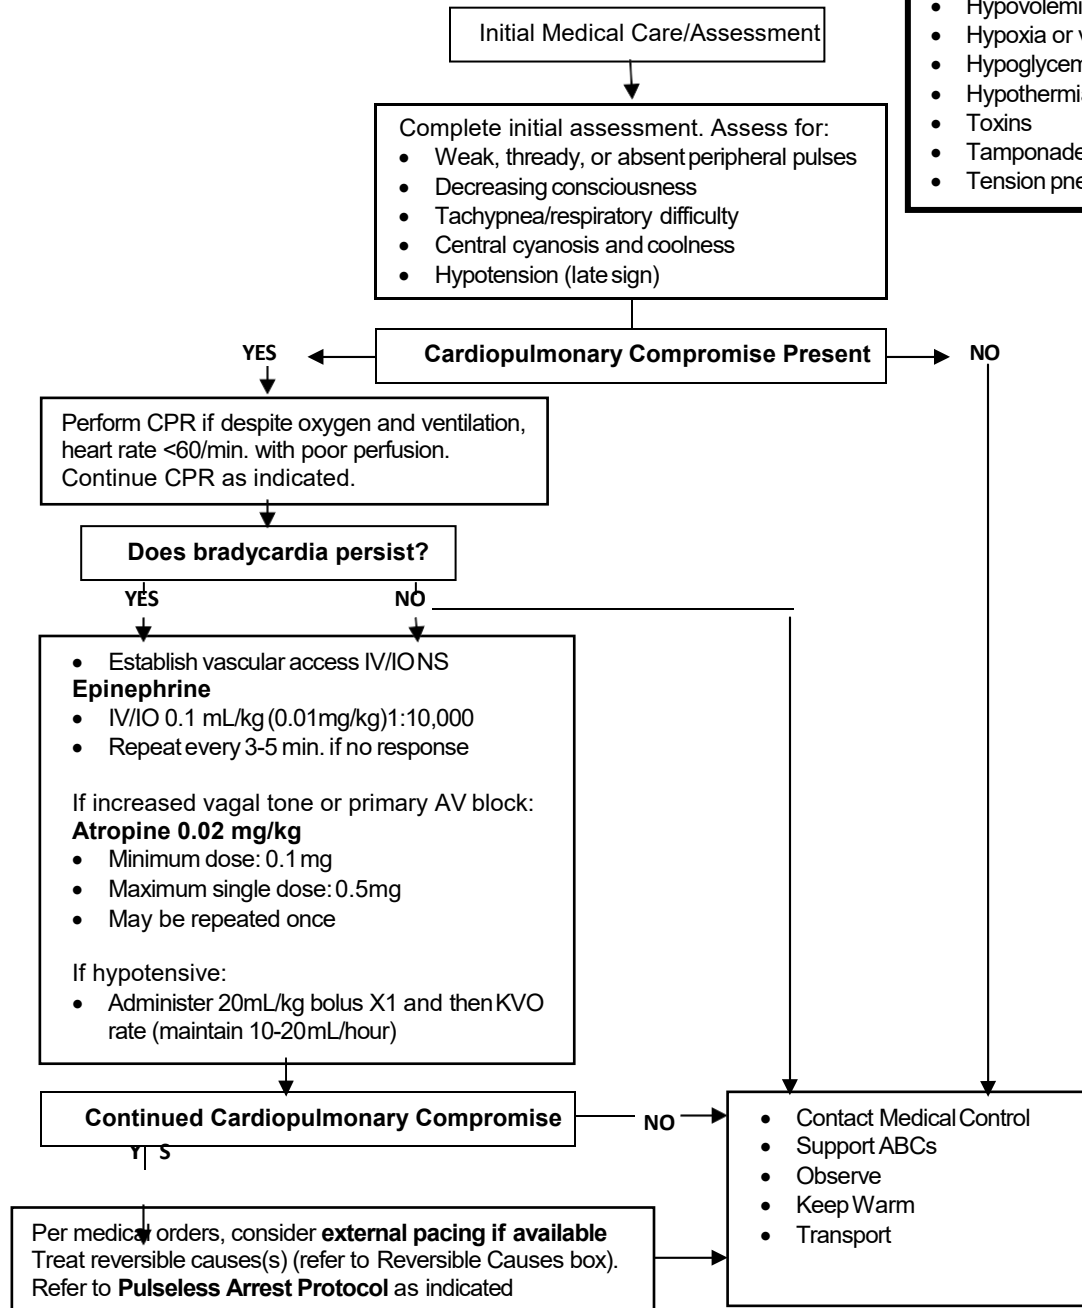 Initial Medical Care/Assessment
Hypoxia or
Toxins
Tamponade
Tension
Complete initial assessment. Assess for:
• Weak, thready, or absent peripheral pulses
• Decreasing consciousness
• Tachypnea/respiratory difficulty
• Central cyanosis and coolness
• Hypotension (late sign)
YES
Cardiopulmonary Compromise Present
NO
Perform CPR if despite oxygen and ventilation,
heart rate <60/min. with poor perfusion.
Continue CPR as indicated.
Does bradycardia persist?
YES
NO
• Establish vascular access IV/IO NS
Epinephrine
• IV/IO 0.1 mL/kg (0.01mg/kg)1:10,000
• Repeat every 3-5 min. if no response
If increased vagal tone or primary AV block:
Atropine 0.02 mg/kg
• Minimum dose: 0.1 mg
• Maximum single dose: 0.5mg
• May be repeated once
If hypotensive:
• Administer 20mL/kg bolus X1 and then KVO
rate (maintain 10-20mL/hour)
Continued Cardiopulmonary Compromise
NO
Y S
• Contact Medical Control
• Support ABCs
• Observe
• Keep Warm
• Transport
Per medical orders, consider external pacing if available
Treat reversible causes(s) (refer to Reversible Causes box).
Refer to Pulseless Arrest Protocol as indicated